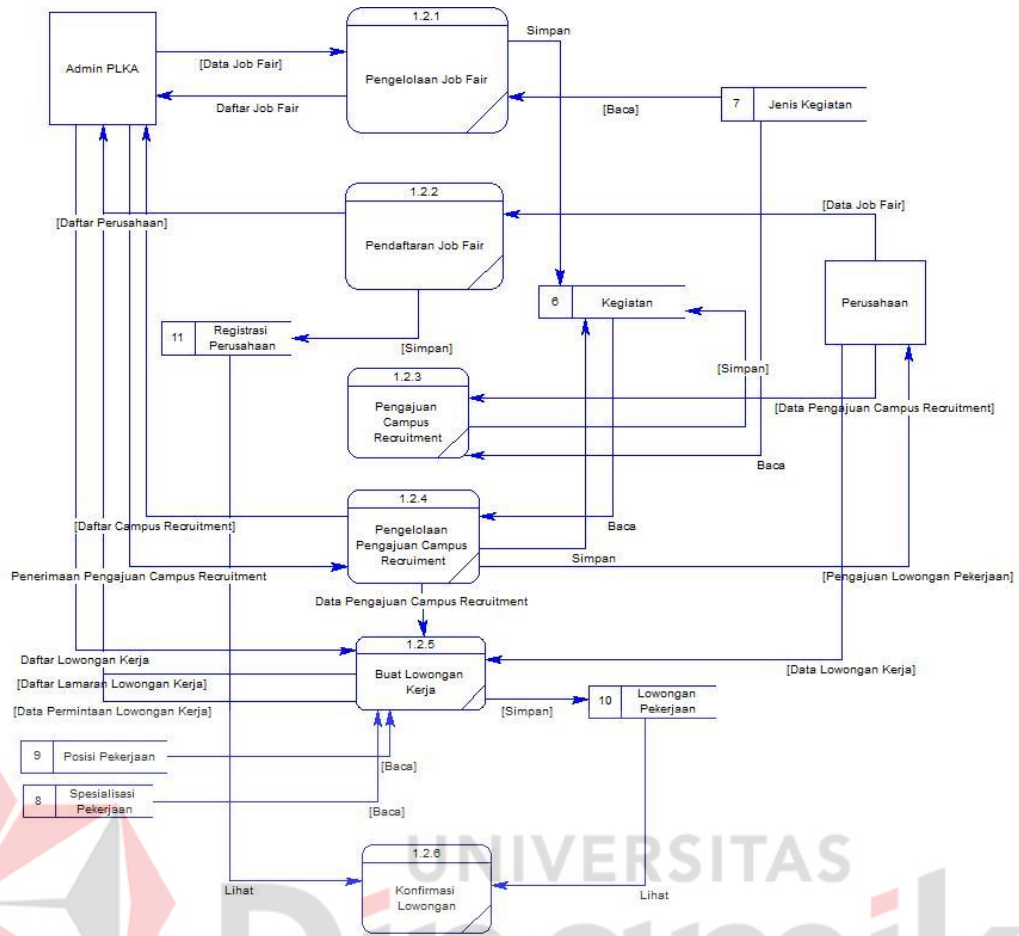 1.2.1
Simpan
Admin PLKA
[Data Job Fair]
Pengelolaan Job Fair
Daftar Job Fair
[Baca]
7
Jenis Kegiatan
1.2.2
[Daftar Perusahaan]
[Data Job Fair]
Pendaftaran Job Fair
6
Kegiatan
Perusahaan
11
Registrasi
Perusahaan
[Simpan]
[Simpan]
1.2.3
Pengajuan
Campus
Recruitment
[Data Pengajuan Campus Recruitment]
Baca
1.2.4
[Daftar Campus Recruitment]
Pengelolaan
Pengajuan Campus
Recruiment
Baca
Simpan
Penerimaan Pengajuan Campus Recruitment
[Pengajuan Lowongan Pekerjaan]
Data Pengajuan Campus Recruitment
1.2.5
Daftar Lowongan Kerja
Buat Lowongan
Kerja
[Data Lowongan Kerja]
[Daftar Lamaran Lowongan Kerja]
[Data Permintaan Lowongan Kerja]
[Simpan]
10
Lowongan
Pekerjaan
9
Posisi Pekerjaan
[Baca]
8
Spesialisasi
Pekerjaan
[Baca]
1.2.6
Lihat
Konfirmasi
Lowongan
Lihat
UNIVERSITAS
Dinamika